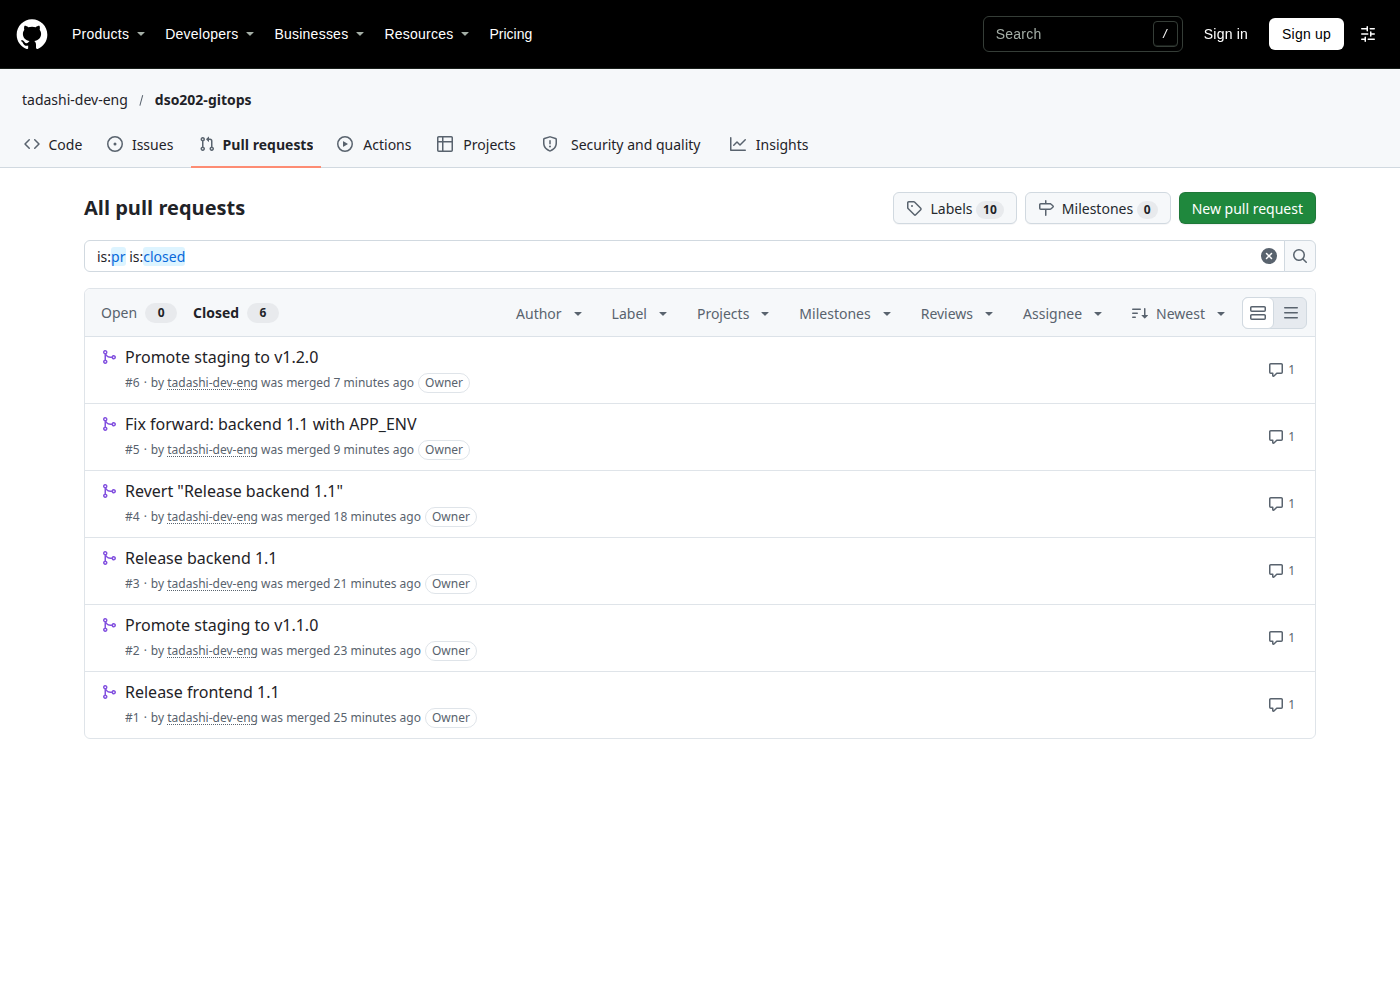 Products Developers Businesses Resources Pricing Search / Sign in Sign up
tadashi-dev-eng / dso202-gitops
Code Issues Pull requests Actions Projects Security and quality Insights
All pull requests Labels 10 Milestones 0 New pull request
is:pr is:closed
Open 0 Closed 6 Author Label Projects Milestones Reviews Assignee Newest
Promote staging to v1.2.0
#6 · by tadashi-dev-eng was merged 7 minutes ago Owner 1
Fix forward: backend 1.1 with APP_ENV
#5 · by tadashi-dev-eng was merged 9 minutes ago Owner 1
Revert "Release backend 1.1"
#4 · by tadashi-dev-eng was merged 18 minutes ago Owner 1
Release backend 1.1
#3 · by tadashi-dev-eng was merged 21 minutes ago Owner 1
Promote staging to v1.1.0
#2 · by tadashi-dev-eng was merged 23 minutes ago Owner 1
Release frontend 1.1
#1 · by tadashi-dev-eng was merged 25 minutes ago Owner 1